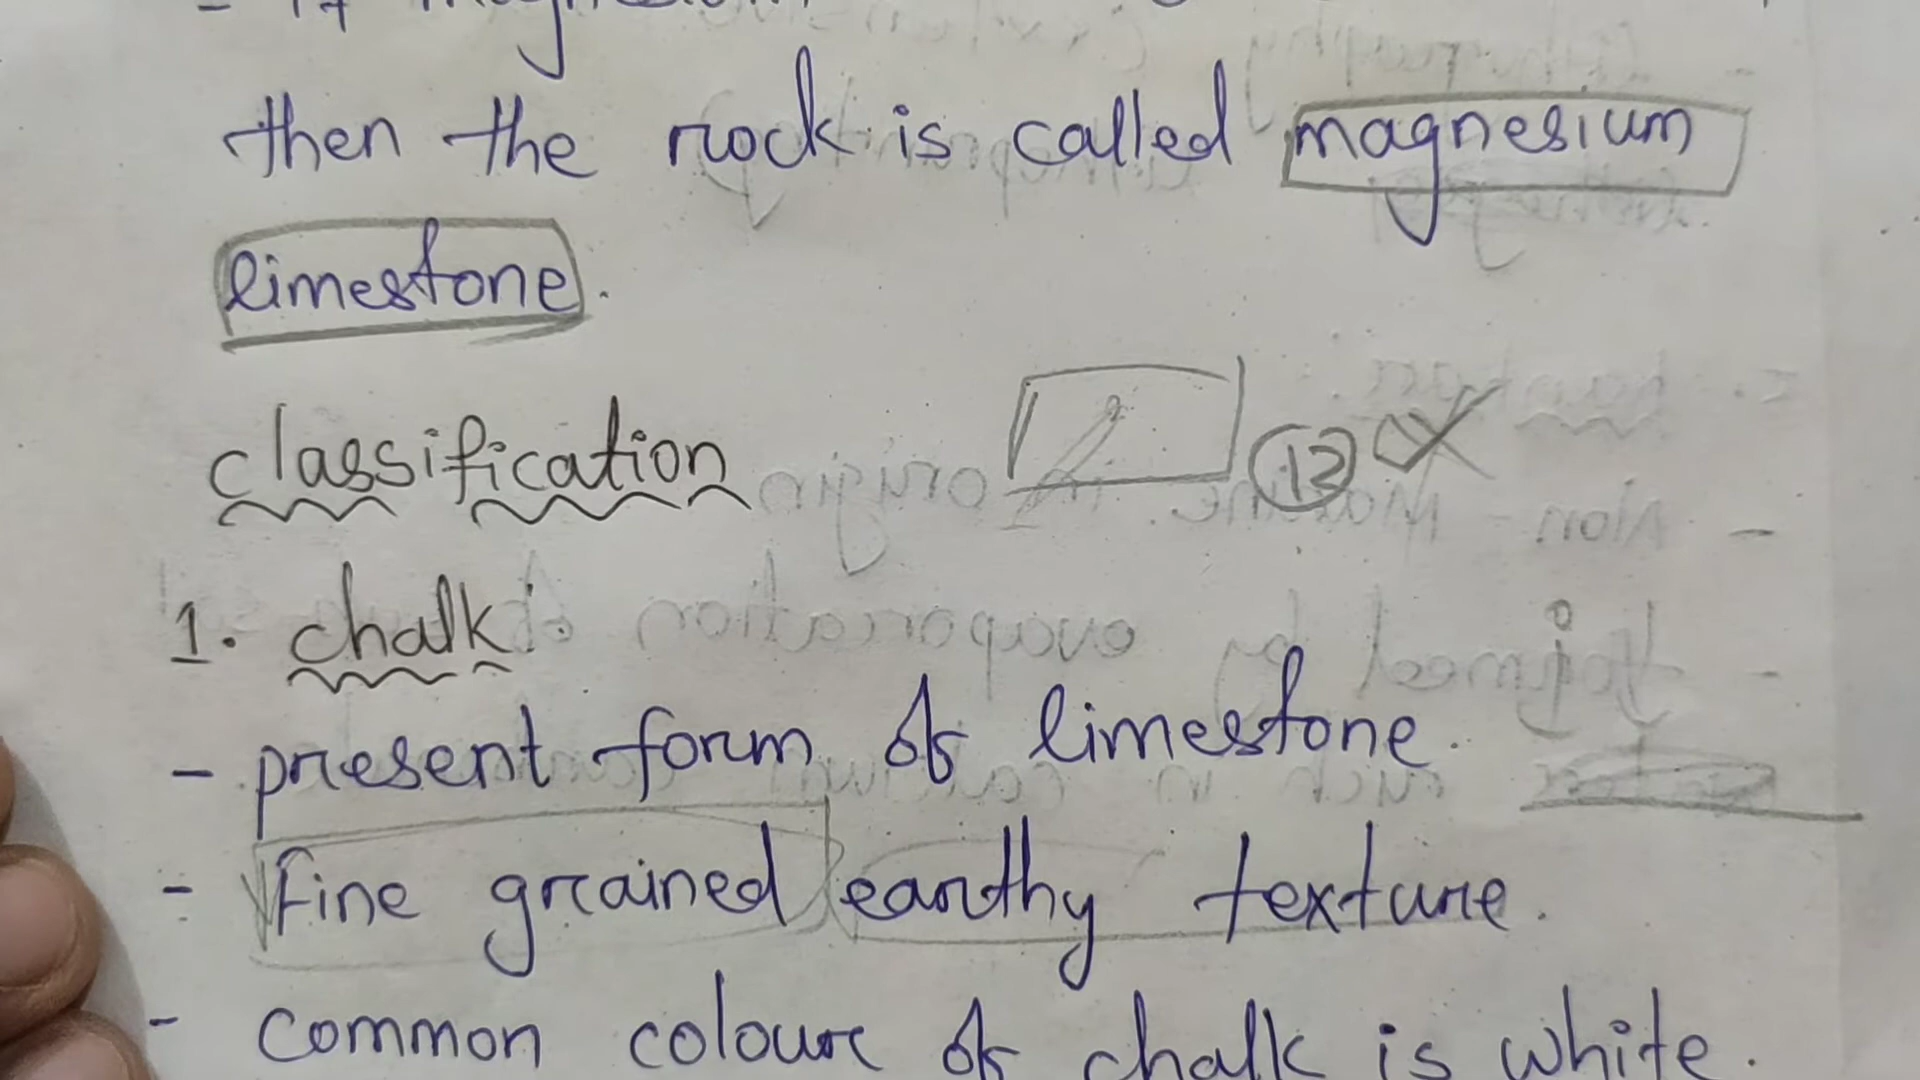 then the rock is called magnesium
limestone.
classification
12
1. chalk:
- present form of limestone.
- Fine grained earthy texture.
- common colour of chalk is white.